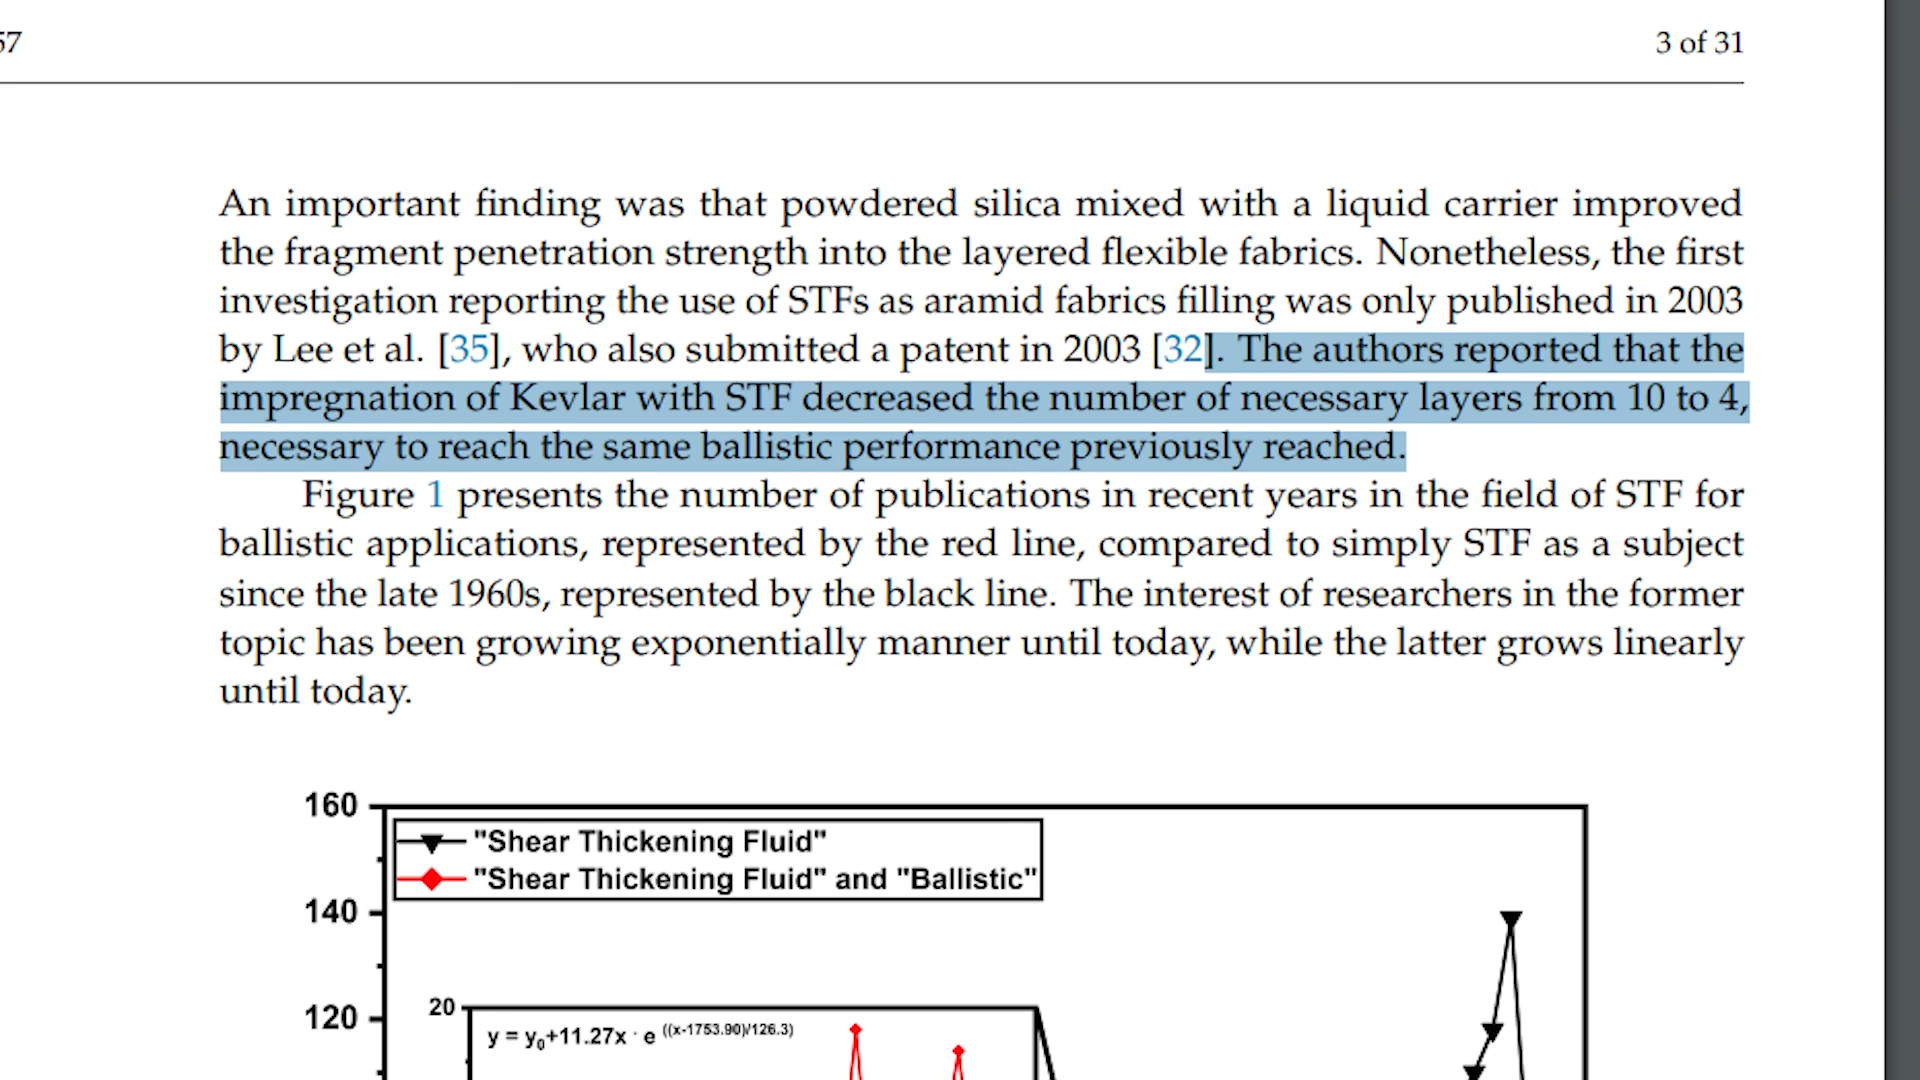 57
3 of 31
An important finding was that powdered silica mixed with a liquid carrier improved
the fragment penetration strength into the layered flexible fabrics. Nonetheless, the first
investigation reporting the use of STFs as aramid fabrics filling was only published in 2003
by Lee et al. [35], who also submitted a patent in 2003 [32]. The authors reported that the
impregnation of Kevlar with STF decreased the number of necessary layers from 10 to 4,
necessary to reach the same ballistic performance previously reached.
Figure 1 presents the number of publications in recent years in the field of STF for
ballistic applications, represented by the red line, compared to simply STF as a subject
since the late 1960s, represented by the black line. The interest of researchers in the former
topic has been growing exponentially manner until today, while the latter grows linearly
until today.
160
"Shear Thickening Fluid"
"Shear Thickening Fluid" and "Ballistic"
140
120
20
y = y₀+11.27x · e ((x-1753.90)/126.3)